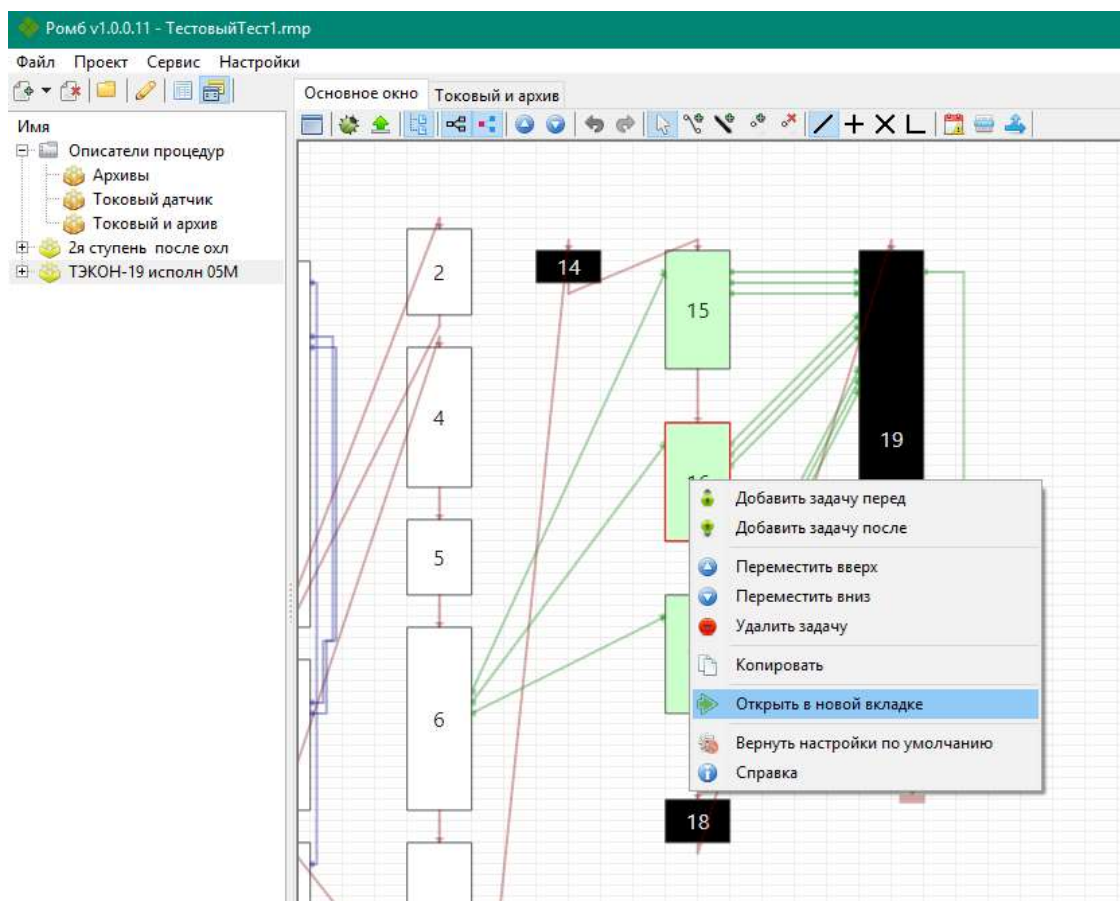 Ромб v1.0.0.11 - ТестовыйТест1.rmp
Файл Проект Сервис Настройки
Основное окно Токовый и архив
Имя
Описатели процедур
Архивы
Токовый датчик
Токовый и архив
2я ступень после охл
ТЭКОН-19 исполн 05М
2
14
15
4
19
16
5
6
18
Добавить задачу перед
Добавить задачу после
Переместить вверх
Переместить вниз
Удалить задачу
Копировать
Открыть в новой вкладке
Вернуть настройки по умолчанию
Справка